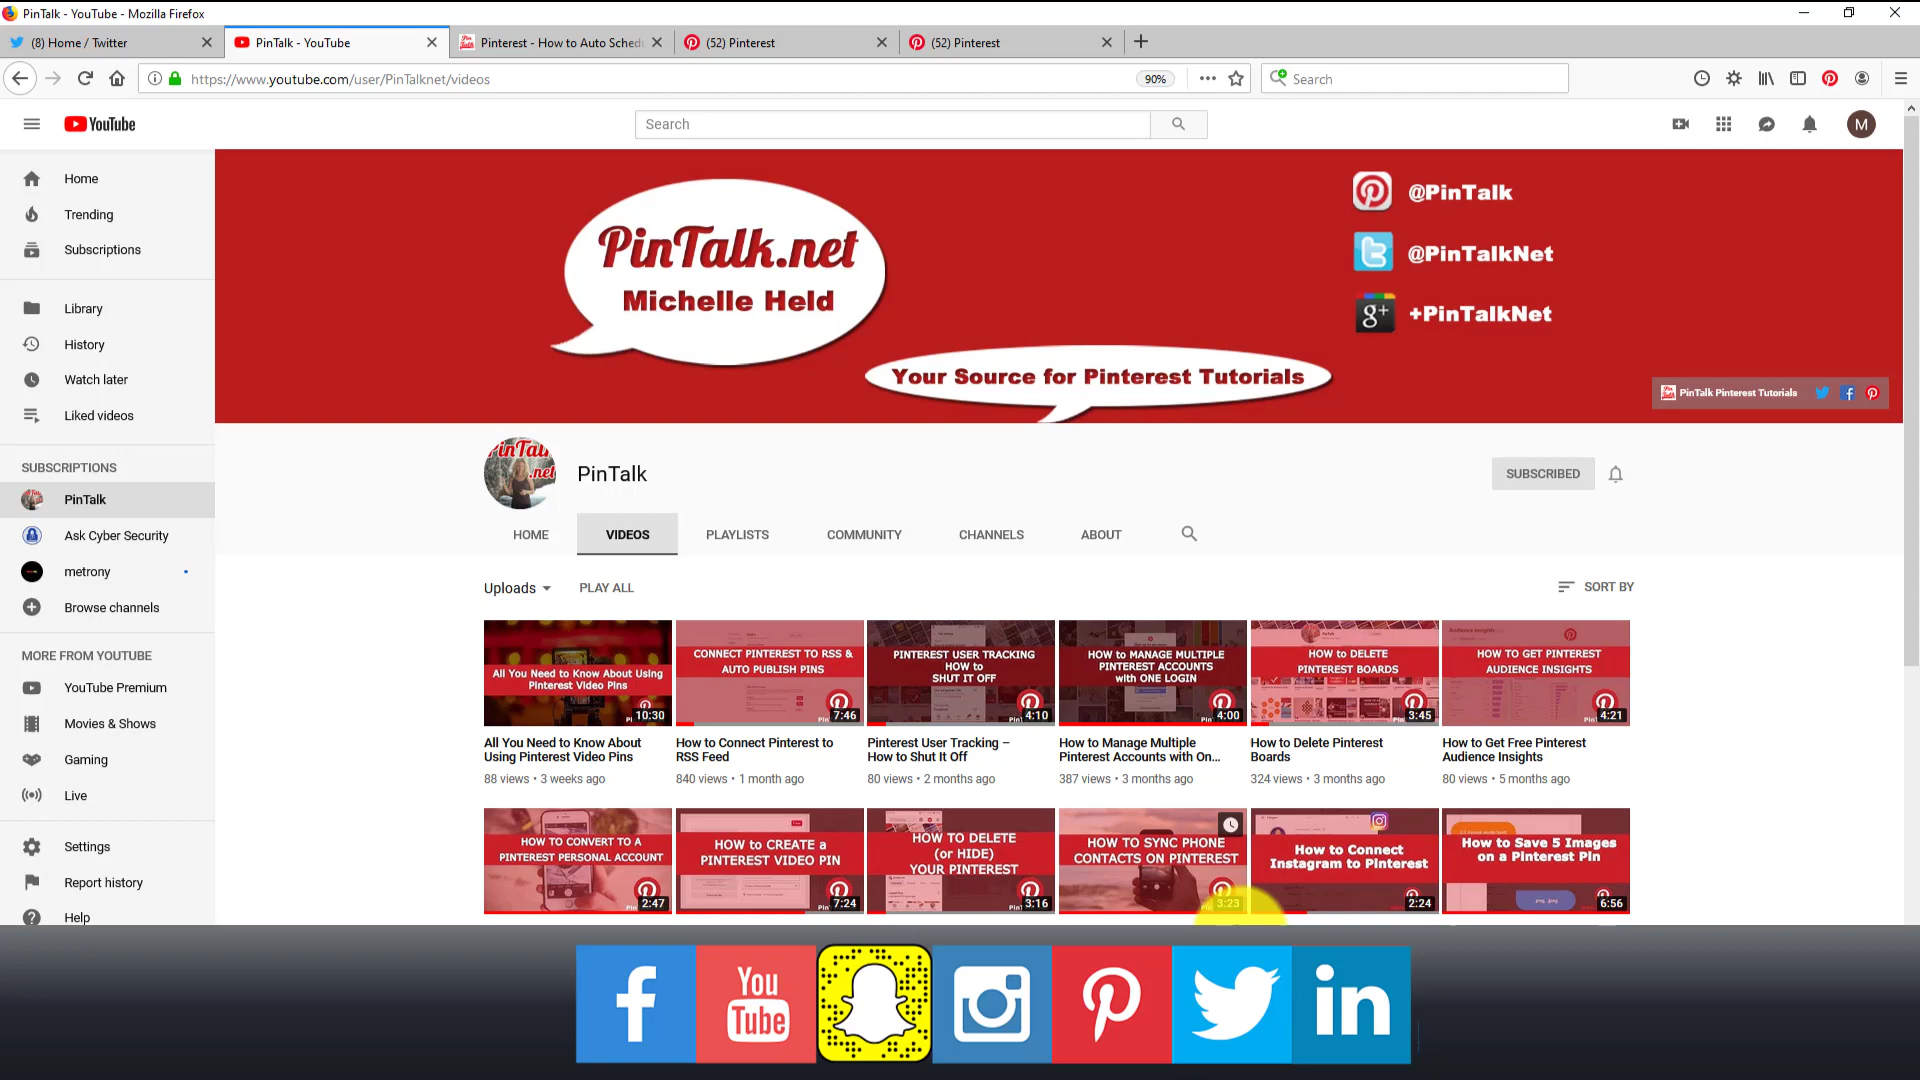 PinTalk - YouTube - Mozilla Firefox
(8) Home / Twitter
PinTalk - YouTube
Pinterest - How to Auto Sched
(52) Pinterest
(52) Pinterest
https://www.youtube.com/user/PinTalknet/videos
90%
Search
YouTube
Search
M
Home
Trending
Subscriptions
Library
History
Watch later
Liked videos
SUBSCRIPTIONS
PinTalk
Ask Cyber Security
metrony
Browse channels
MORE FROM YOUTUBE
YouTube Premium
Movies & Shows
Gaming
Live
Settings
Report history
Help
PinTalk.net
Michelle Held
Your Source for Pinterest Tutorials
@PinTalk
@PinTalkNet
+PinTalkNet
PinTalk Pinterest Tutorials
PinTalk
SUBSCRIBED
HOME
VIDEOS
PLAYLISTS
COMMUNITY
CHANNELS
ABOUT
Uploads
PLAY ALL
SORT BY
All You Need to Know About Using
Pinterest Video Pins
10:30
CONNECT PINTEREST TO RSS &
AUTO PUBLISH PINS
7:46
PINTEREST USER TRACKING
HOW to
SHUT IT OFF
4:10
HOW to MANAGE MULTIPLE
PINTEREST ACCOUNTS
with ONE LOGIN
4:00
HOW to DELETE
PINTEREST BOARDS
3:45
Audience Insights
HOW TO GET PINTEREST
AUDIENCE INSIGHTS
4:21
All You Need to Know About
Using Pinterest Video Pins
88 views • 3 weeks ago
How to Connect Pinterest to
RSS Feed
840 views • 1 month ago
Pinterest User Tracking –
How to Shut It Off
80 views • 2 months ago
How to Manage Multiple
Pinterest Accounts with On...
387 views • 3 months ago
How to Delete Pinterest
Boards
324 views • 3 months ago
How to Get Free Pinterest
Audience Insights
80 views • 5 months ago
HOW TO CONVERT TO A
PINTEREST PERSONAL ACCOUNT
2:47
HOW to CREATE a
PINTEREST VIDEO PIN
7:24
HOW TO DELETE
(or HIDE)
YOUR PINTEREST
3:16
HOW TO SYNC PHONE
CONTACTS ON PINTEREST
3:23
How to Connect
Instagram to Pinterest
2:24
How to Save 5 Images
on a Pinterest Pin
6:56
You
Tube
in